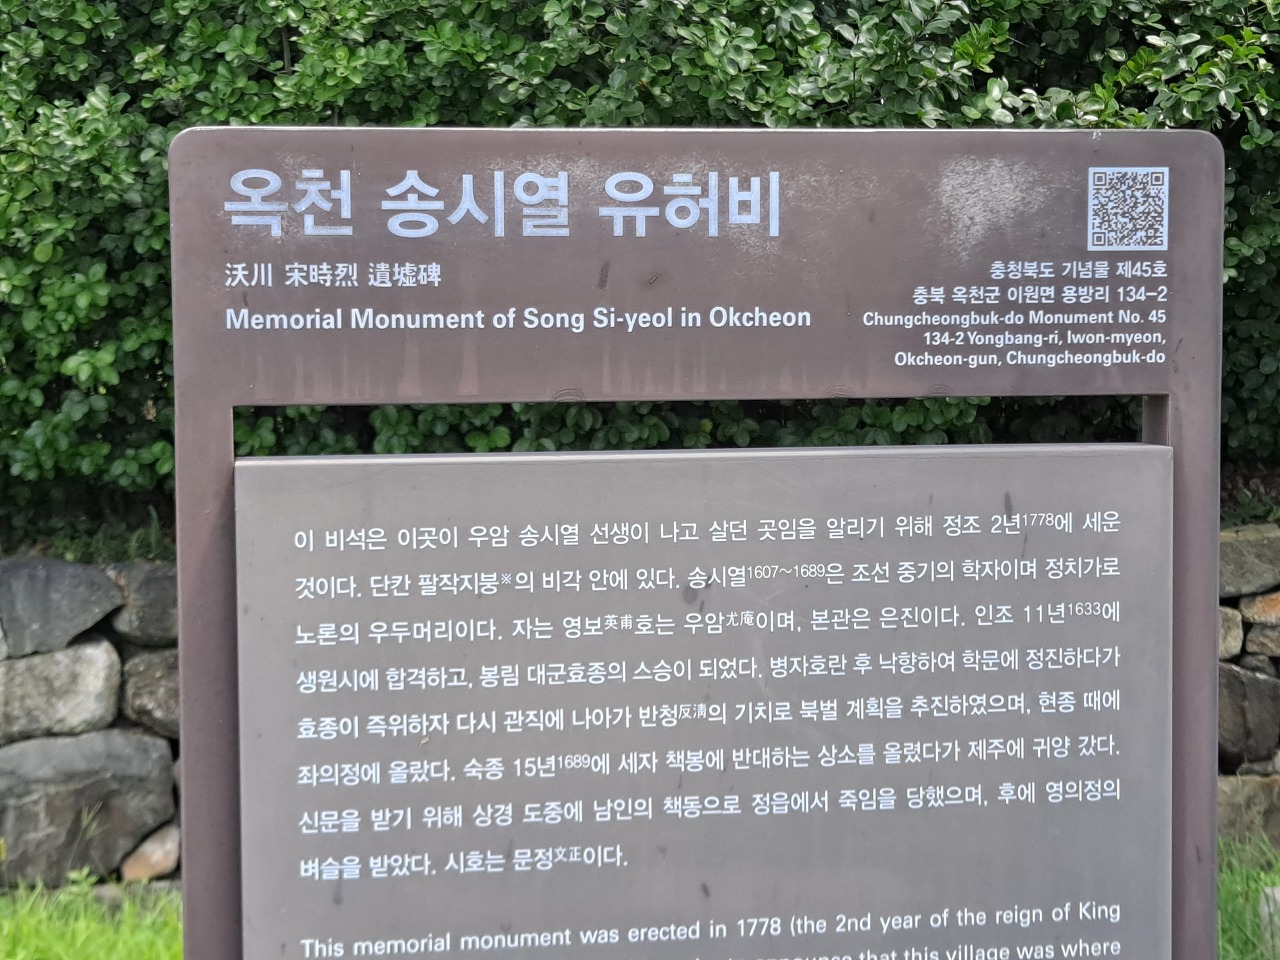 옥천 송시열 유허비
沃川 宋時烈 遺墟碑
Memorial Monument of Song Si-yeol in Okcheon
충청북도 기념물 제45호
충북 옥천군 이원면 용방리 134-2
Chungcheongbuk-do Monument No. 45
134-2 Yongbang-ri, Iwon-myeon,
Okcheon-gun, Chungcheongbuk-do
이 비석은 이곳이 우암 송시열 선생이 나고 살던 곳임을 알리기 위해 정조 2년1778에 세운
것이다. 단칸 팔작지붕※의 비각 안에 있다. 송시열1607~1689은 조선 중기의 학자이며 정치가로
노론의 우두머리이다. 자는 영보英甫호는 우암尤庵이며, 본관은 은진이다. 인조 11년1633에
생원시에 합격하고, 봉림 대군효종의 스승이 되었다. 병자호란 후 낙향하여 학문에 정진하다가
효종이 즉위하자 다시 관직에 나아가 반청反淸의 기치로 북벌 계획을 추진하였으며, 현종 때에
좌의정에 올랐다. 숙종 15년1689에 세자 책봉에 반대하는 상소를 올렸다가 제주에 귀양 갔다.
신문을 받기 위해 상경 도중에 남인의 책동으로 정읍에서 죽임을 당했으며, 후에 영의정의
벼슬을 받았다. 시호는 문정文正이다.
This memorial monument was erected in 1778 (the 2nd year of the reign of King
announce that this village was where